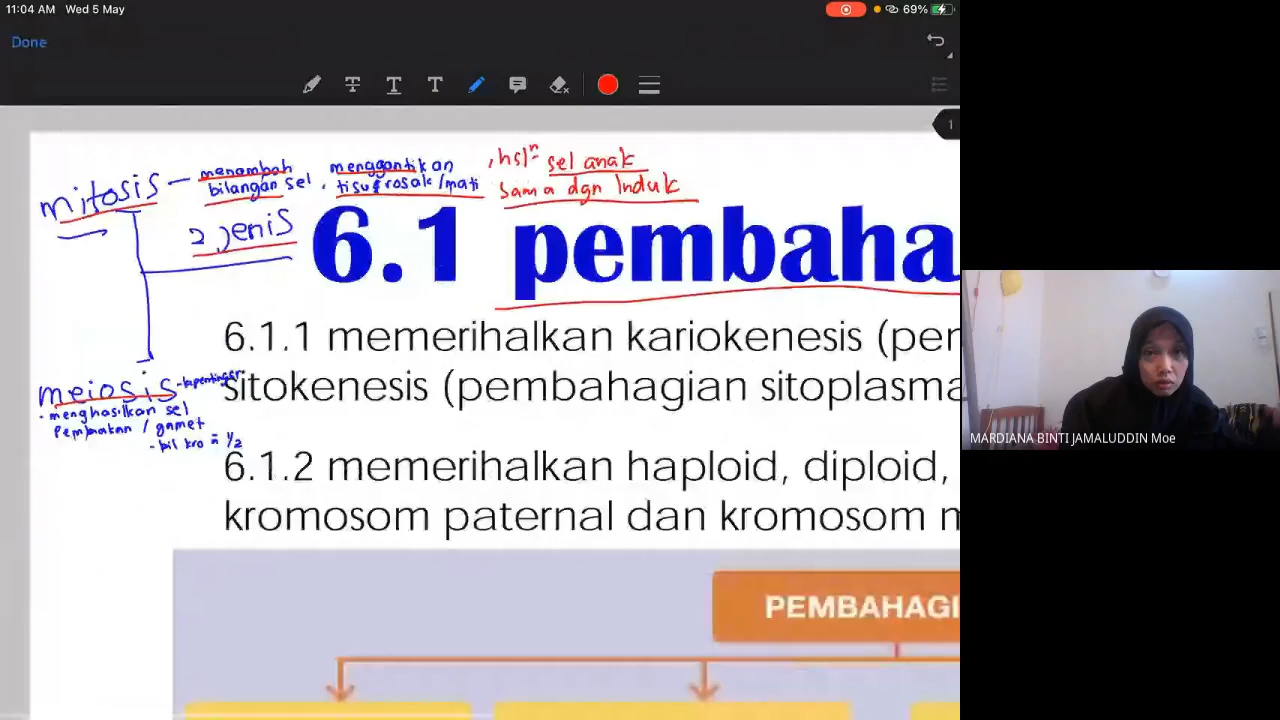 11:04 AM Wed 5 May
69%
Done
T T T
1
mitosis – menambah bilangan sel
menggantikan tisu rosak/mati
, hsl^n sel anak
sama dgn Induk
2 jenis
6.1 pembaha
6.1.1 memerihalkan kariokenesis (per
sitokenesis (pembahagian sitoplasma
meiosis
menghasilkan sel
/ gamet
- bil kro = 1/2
6.1.2 memerihalkan haploid, diploid,
kromosom paternal dan kromosom m
PEMBAHAGI
MARDIANA BINTI JAMALUDDIN Moe